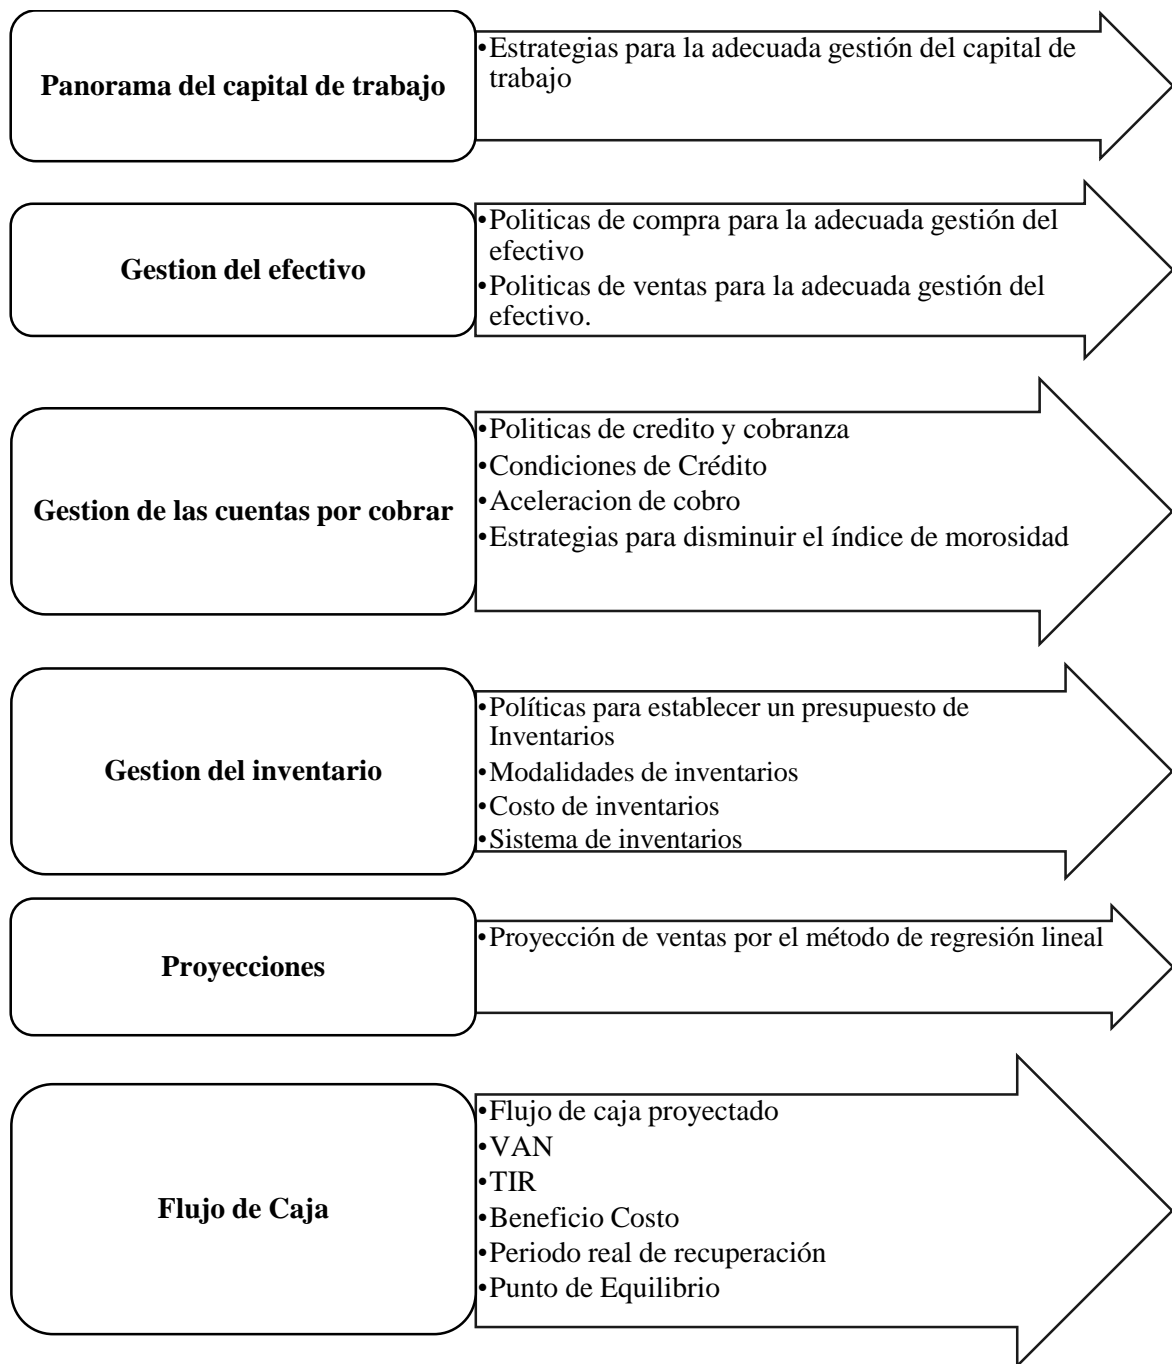 Panorama del capital de trabajo
•Estrategias para la adecuada gestión del capital de
trabajo
Gestion del efectivo
•Politicas de compra para la adecuada gestión del
efectivo
•Politicas de ventas para la adecuada gestión del
efectivo.
Gestion de las cuentas por cobrar
•Politicas de credito y cobranza
•Condiciones de Crédito
•Aceleracion de cobro
•Estrategias para disminuir el índice de morosidad
Gestion del inventario
•Políticas para establecer un presupuesto de
Inventarios
•Modalidades de inventarios
•Costo de inventarios
•Sistema de inventarios
Proyecciones
•Proyección de ventas por el método de regresión lineal
Flujo de Caja
•Flujo de caja proyectado
•VAN
•TIR
•Beneficio Costo
•Periodo real de recuperación
•Punto de Equilibrio